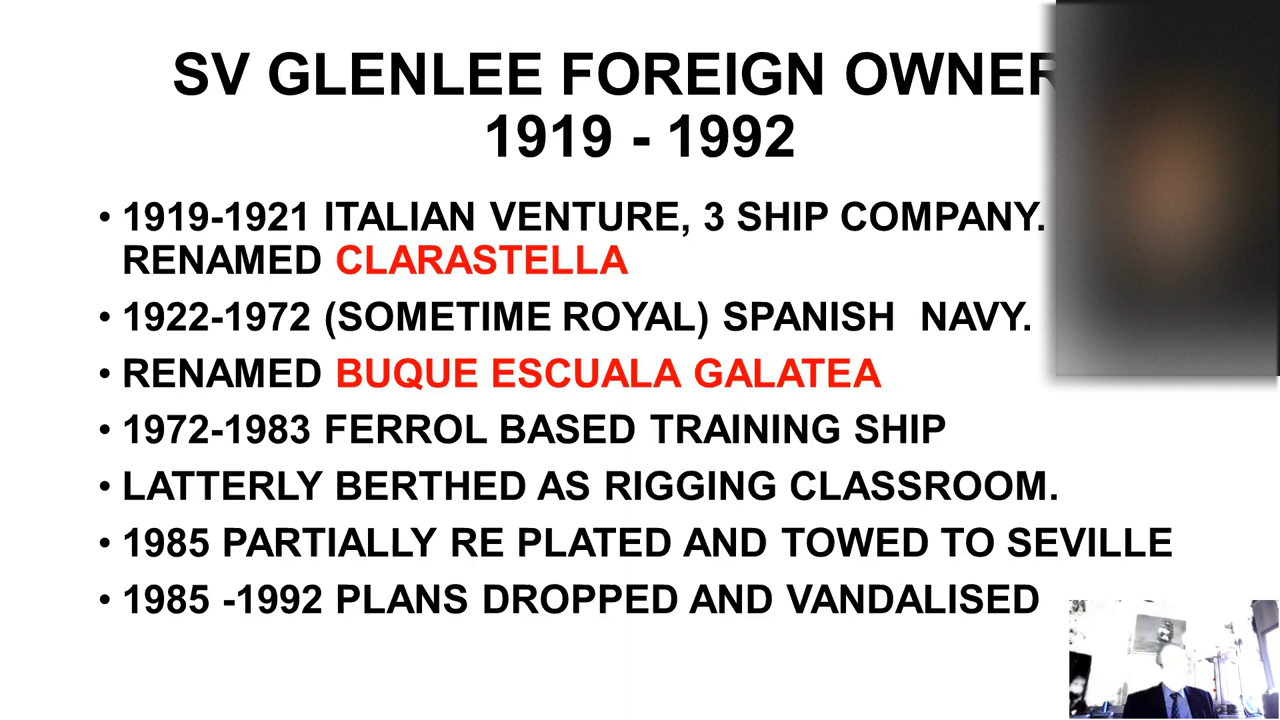 SV GLENLEE FOREIGN OWNER
1919 - 1992
• 1919-1921 ITALIAN VENTURE, 3 SHIP COMPANY.
RENAMED CLARASTELLA
• 1922-1972 (SOMETIME ROYAL) SPANISH NAVY.
• RENAMED BUQUE ESCUALA GALATEA
• 1972-1983 FERROL BASED TRAINING SHIP
• LATTERLY BERTHED AS RIGGING CLASSROOM.
• 1985 PARTIALLY RE PLATED AND TOWED TO SEVILLE
• 1985 -1992 PLANS DROPPED AND VANDALISED